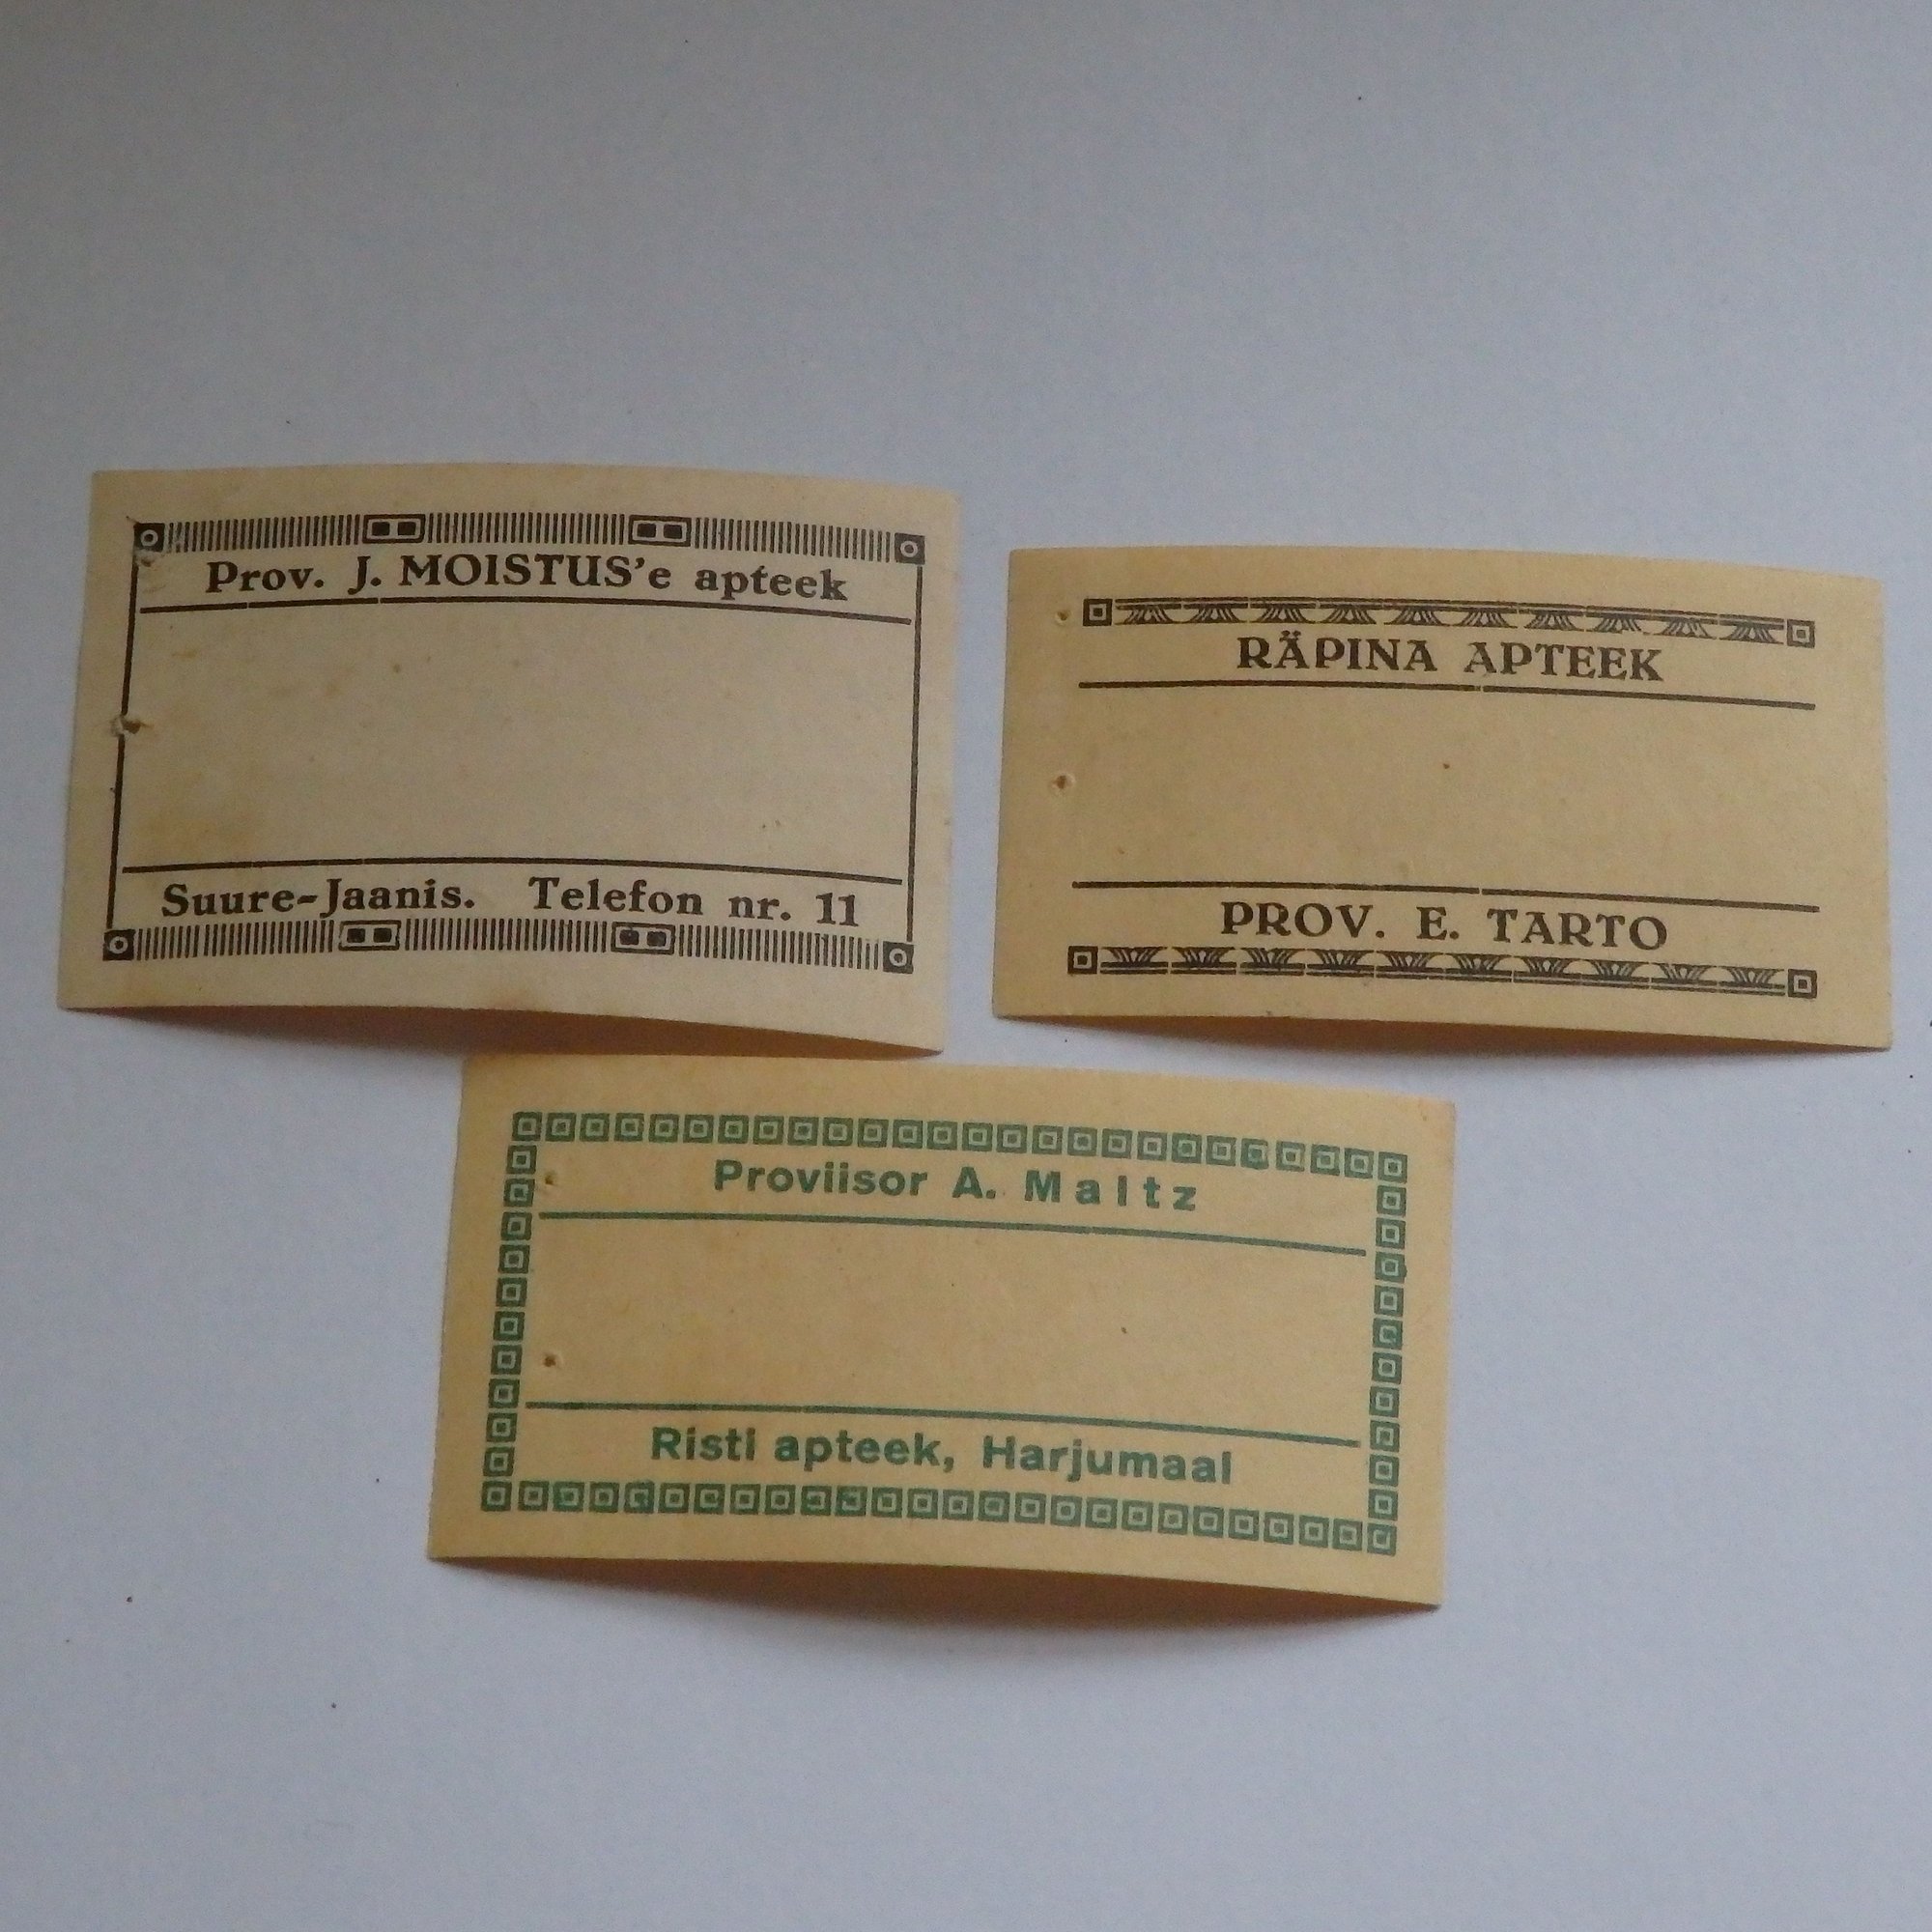 Prov. J. MOISTUS'e apteek
Suure-Jaanis. Telefon nr. 11
RÄPINA APTEEK
PROV. E. TARTO
Proviisor A. Maltz
Risti apteek, Harjumaal